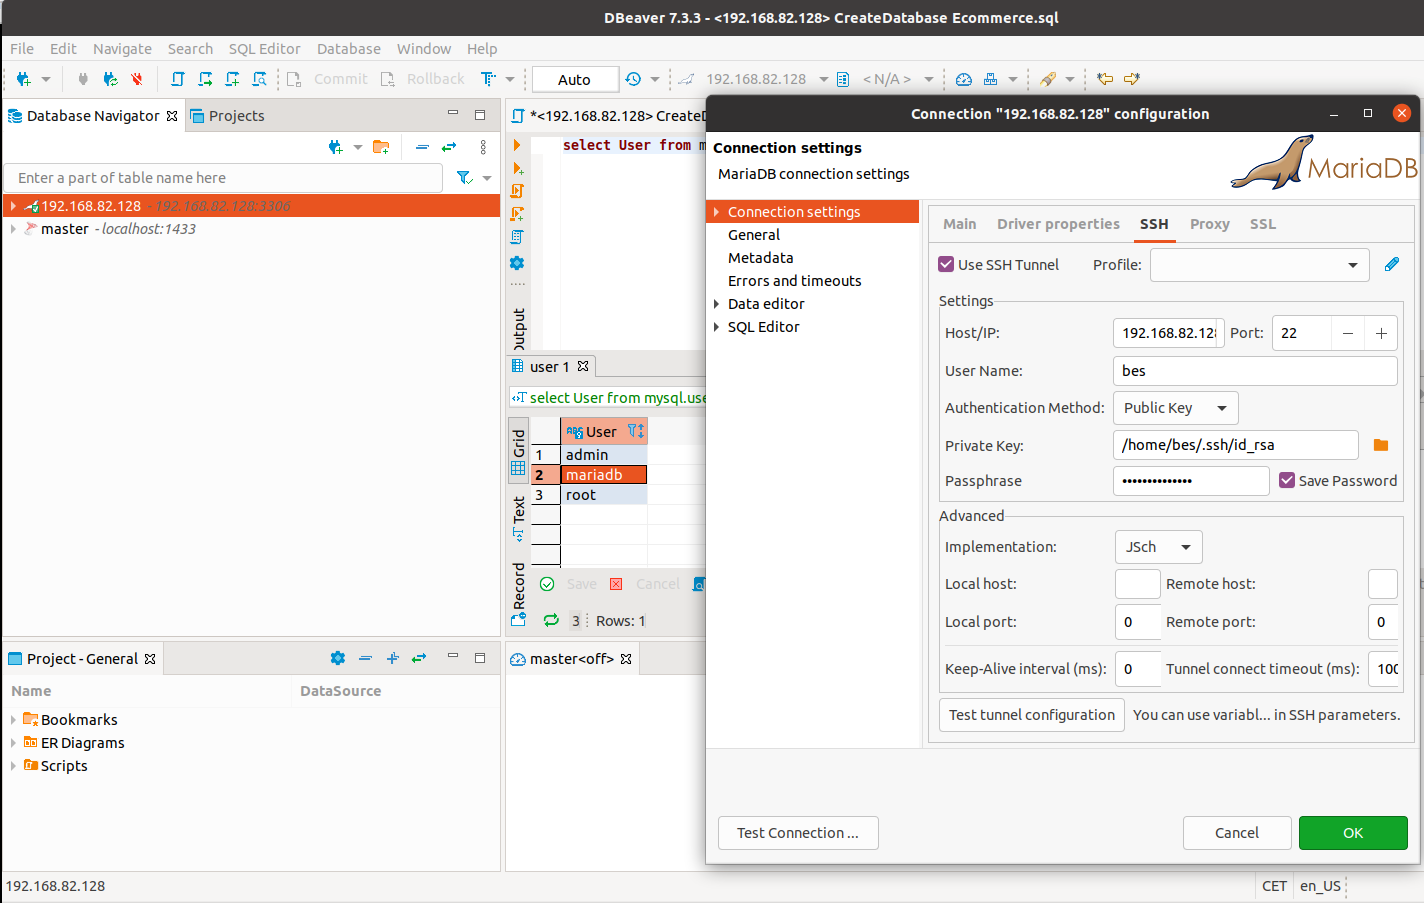 DBeaver 7.3.3 - <192.168.82.128> CreateDatabase Ecommerce.sql
File Edit Navigate Search SQL Editor Database Window Help
Commit Rollback Auto 192.168.82.128 < N/A >
Database Navigator Projects
Enter a part of table name here
192.168.82.128 - 192.168.82.128:3306
master - localhost:1433
*<192.168.82.128> CreateD
select User from m
Output
user 1
select User from mysql.use
Grid
Text
Record
User
1 admin
2 mariadb
3 root
Save Cancel
3 Rows: 1
Project - General
Name DataSource
Bookmarks
ER Diagrams
Scripts
master<off>
Connection "192.168.82.128" configuration
Connection settings
MariaDB connection settings
MariaDB
Connection settings
General
Metadata
Errors and timeouts
Data editor
SQL Editor
Main Driver properties SSH Proxy SSL
Use SSH Tunnel Profile:
Settings
Host/IP: 192.168.82.128 Port: 22
User Name: bes
Authentication Method: Public Key
Private Key: /home/bes/.ssh/id_rsa
Passphrase •••••••••••••• Save Password
Advanced
Implementation: JSch
Local host: Remote host:
Local port: 0 Remote port: 0
Keep-Alive interval (ms): 0 Tunnel connect timeout (ms): 100
Test tunnel configuration You can use variabl... in SSH parameters.
Test Connection ... Cancel OK
192.168.82.128 CET en_US